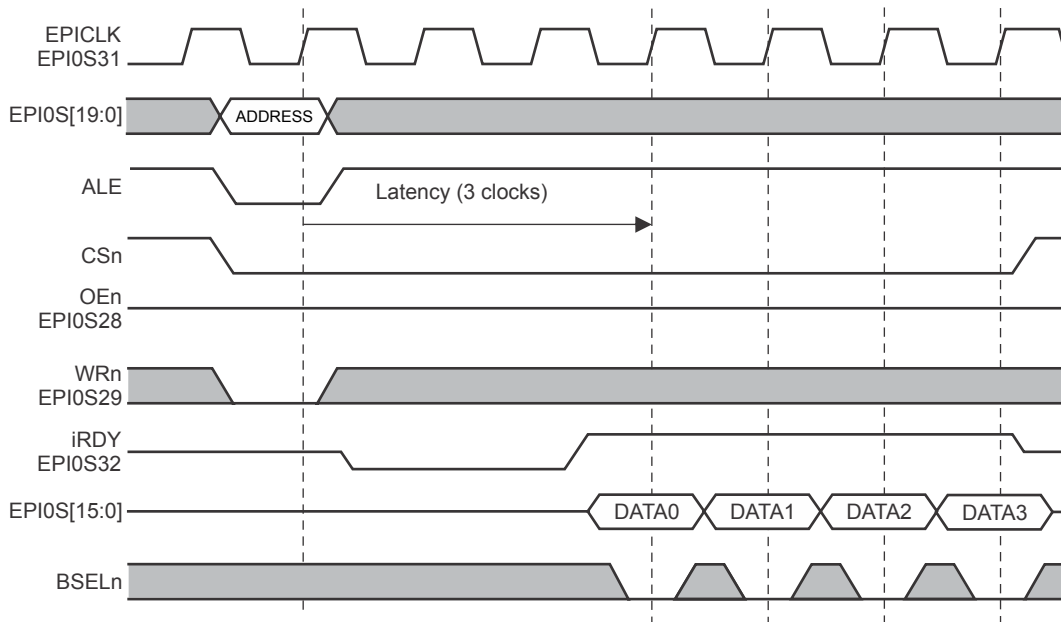 EPICLK
EPI0S31
EPI0S[19:0]
ADDRESS
ALE
Latency (3 clocks)
CSn
OEn
EPI0S28
WRn
EPI0S29
iRDY
EPI0S32
EPI0S[15:0]
DATA0
DATA1
DATA2
DATA3
BSELn